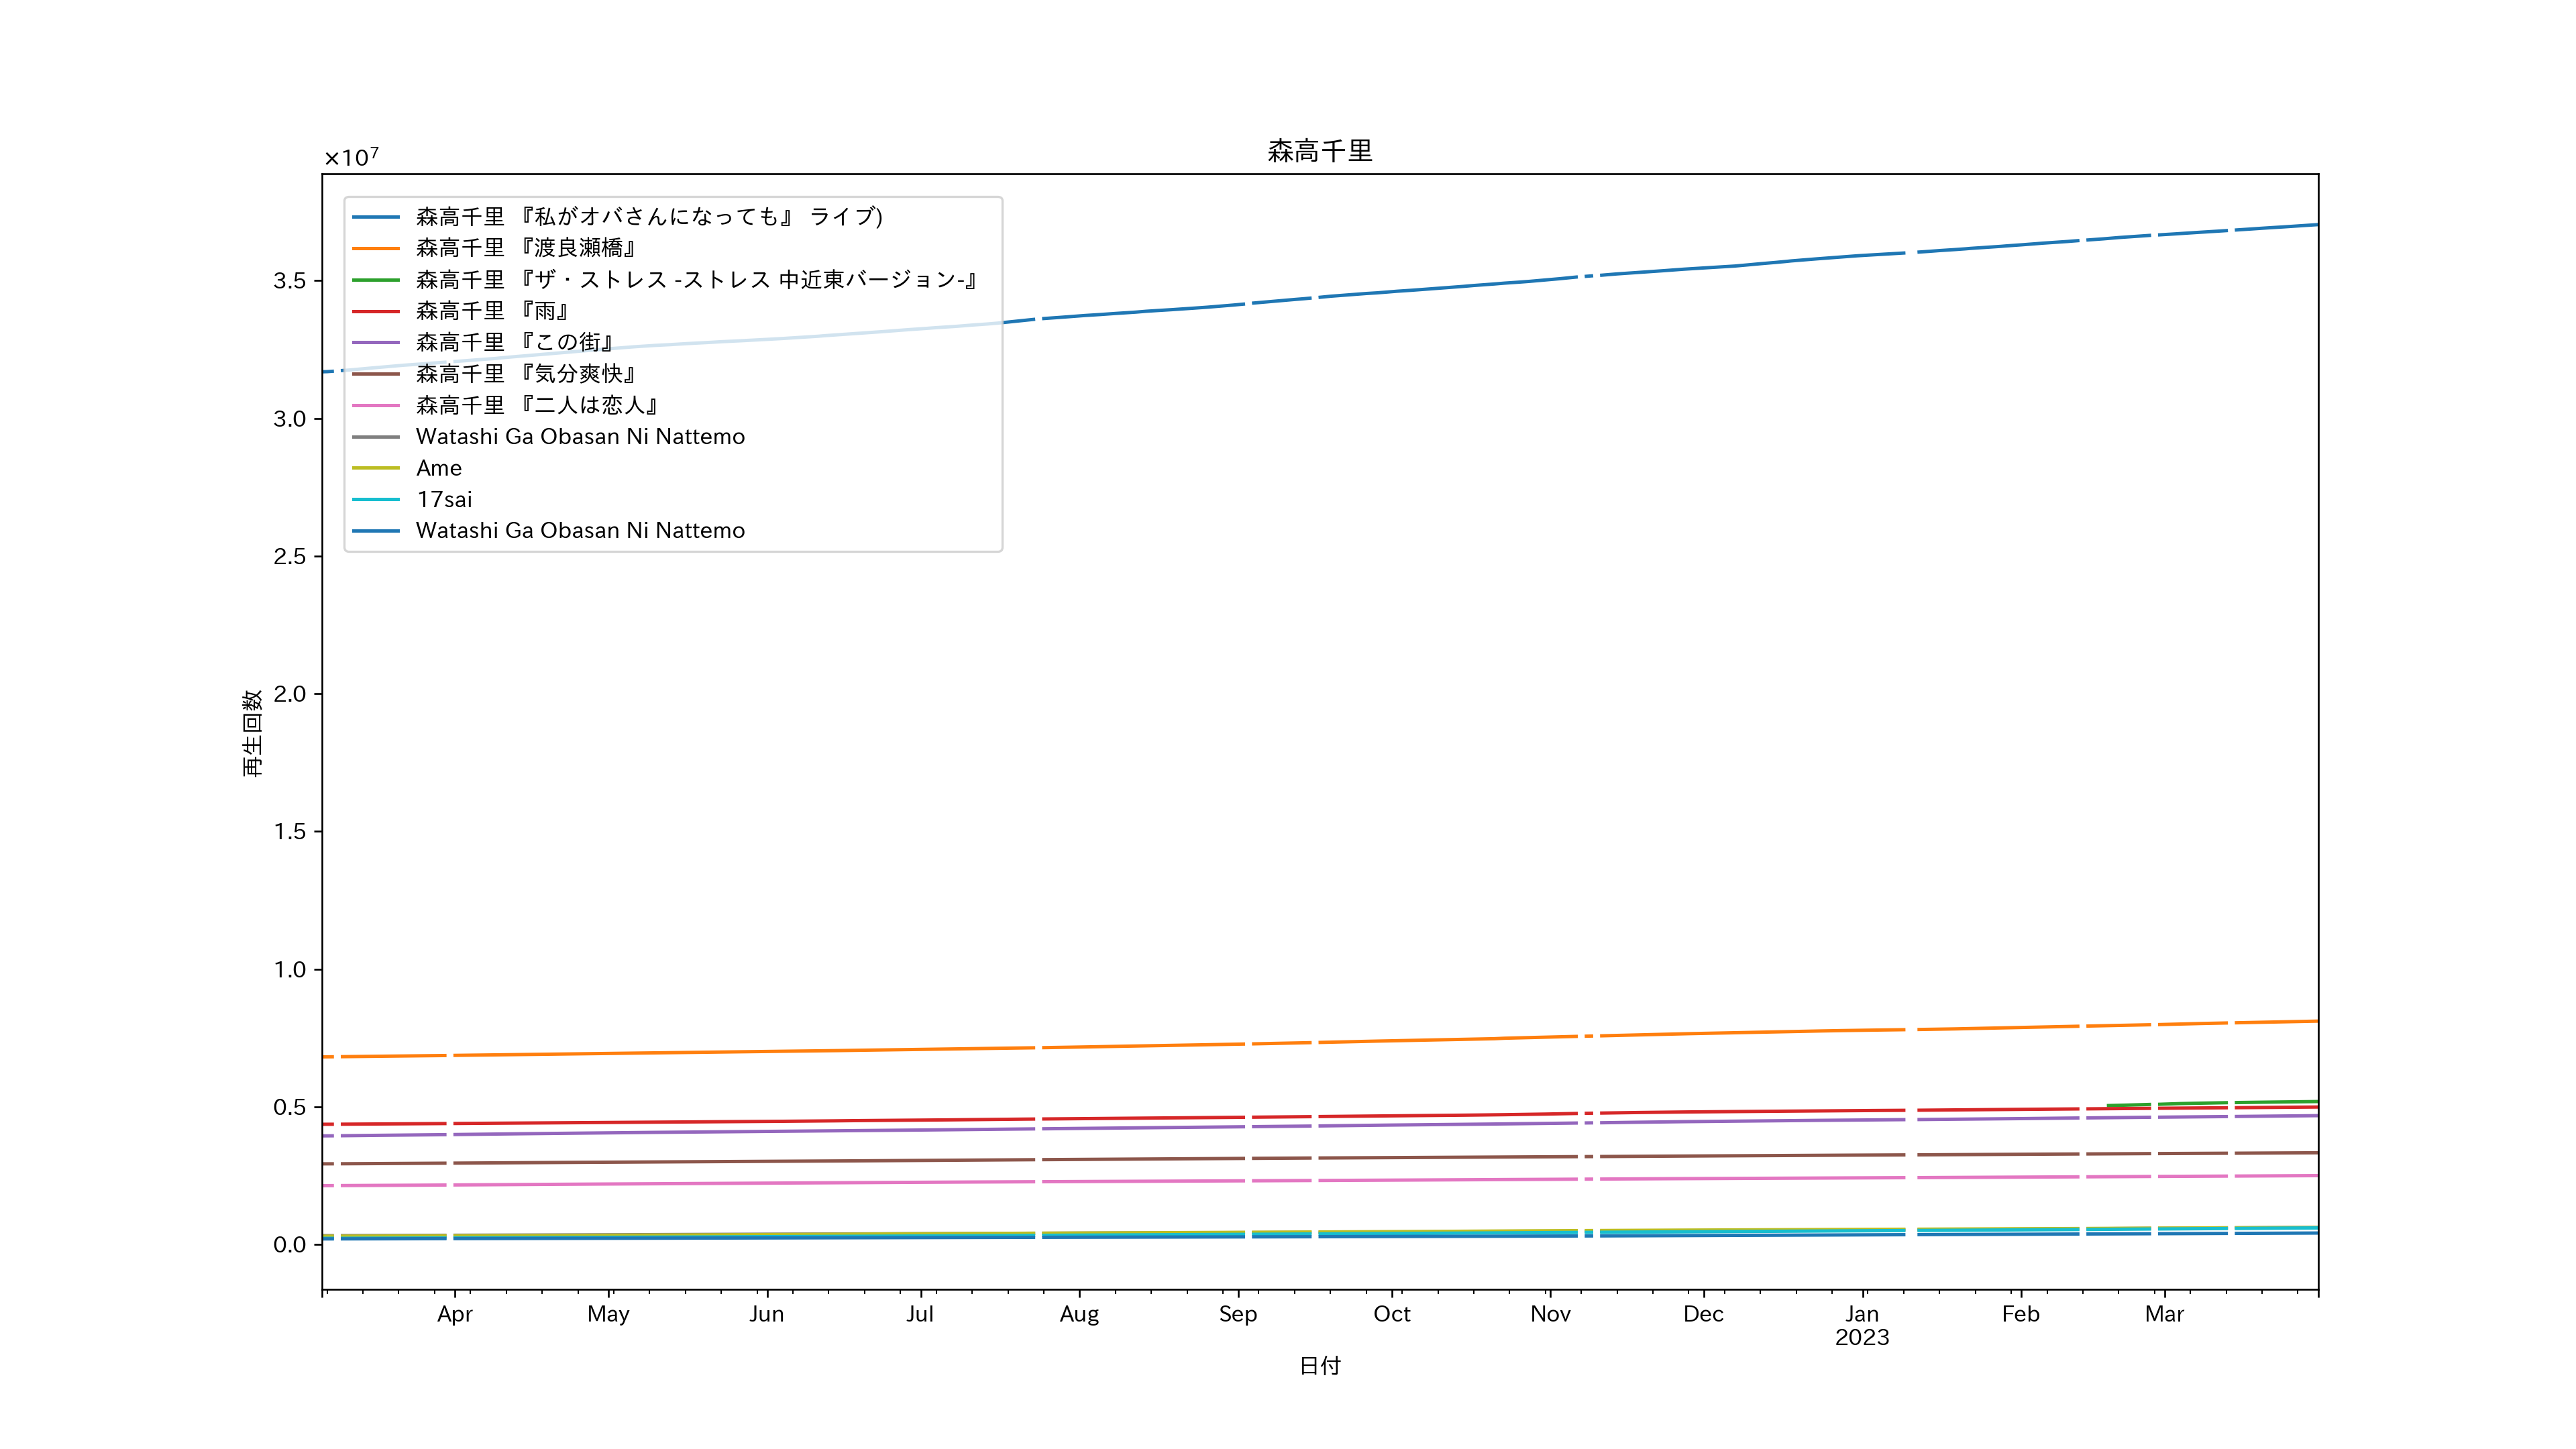 森高千里
×10⁷
森高千里 『私がオバさんになっても』 ライブ)
森高千里 『渡良瀬橋』
森高千里 『ザ・ストレス -ストレス 中近東バージョン-』
森高千里 『雨』
森高千里 『この街』
森高千里 『気分爽快』
森高千里 『二人は恋人』
Watashi Ga Obasan Ni Nattemo
Ame
17sai
Watashi Ga Obasan Ni Nattemo
3.5
3.0
2.5
2.0
1.5
1.0
0.5
0.0
再生回数
Apr May Jun Jul Aug Sep Oct Nov Dec Jan Feb Mar
2023
日付